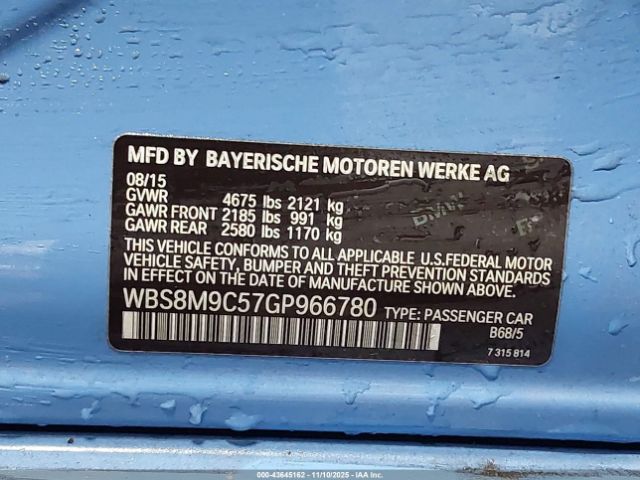 MFD BY BAYERISCHE MOTOREN WERKE AG
08/15
GVWR 4675 lbs 2121 kg
GAWR FRONT 2185 lbs 991 kg
GAWR REAR 2580 lbs 1170 kg
THIS VEHICLE CONFORMS TO ALL APPLICABLE U.S.FEDERAL MOTOR
VEHICLE SAFETY, BUMPER, AND THEFT PREVENTION STANDARDS IN
EFFECT ON THE DATE OF MANUFACTURE SHOWN ABOVE.
WBS8M9C57GP966780 TYPE: PASSENGER CAR
B68/5
7 315 814
000-43645162 - 11/10/2025 - IAAI.COM